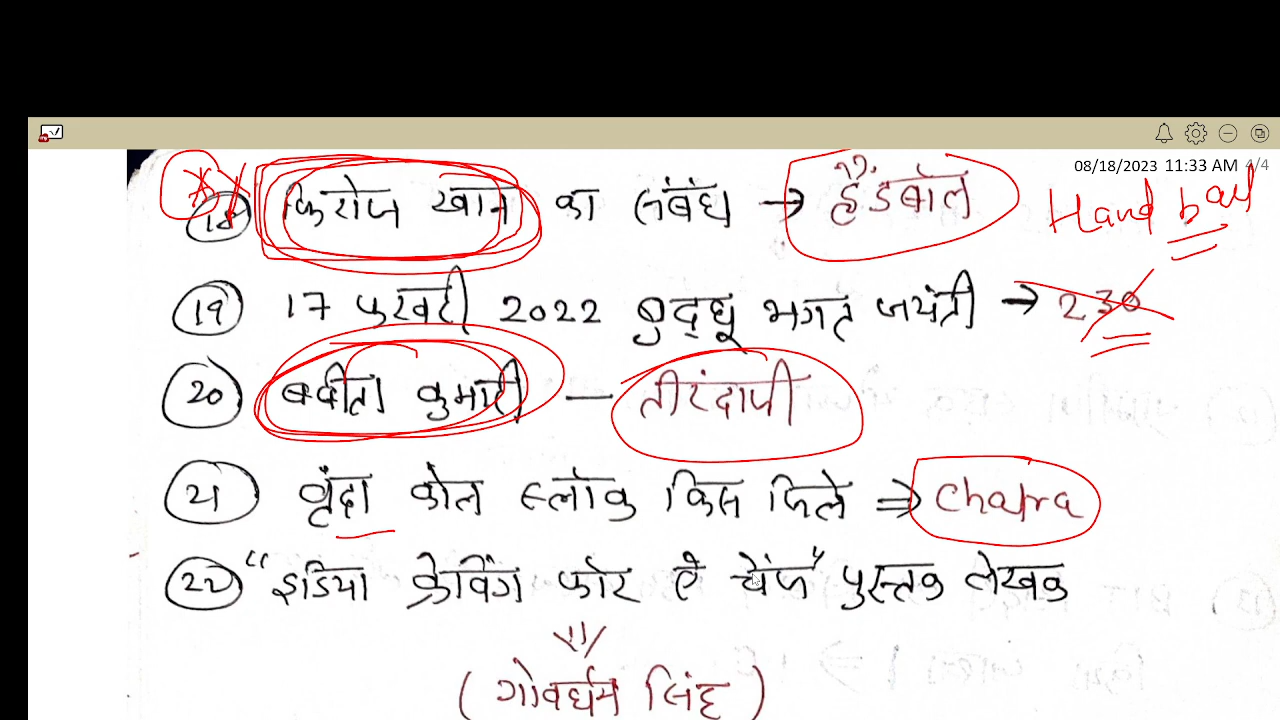 08/18/2023 11:33 AM 4/4
18 फिरोज खान का संबंध → हैंडबॉल Hand ball
19 17 फरवरी 2022 बुद्धू भगत जयंती → 230
20 बबीता कुमारी — तीरंदाजी
21 वृंदा कोल ब्लॉक किस जिले ⇒ Chatra
22 "इंडिया क्रेविंग फोर ऐ चेंज" पुस्तक लेखक
(गोवर्धन सिंह)